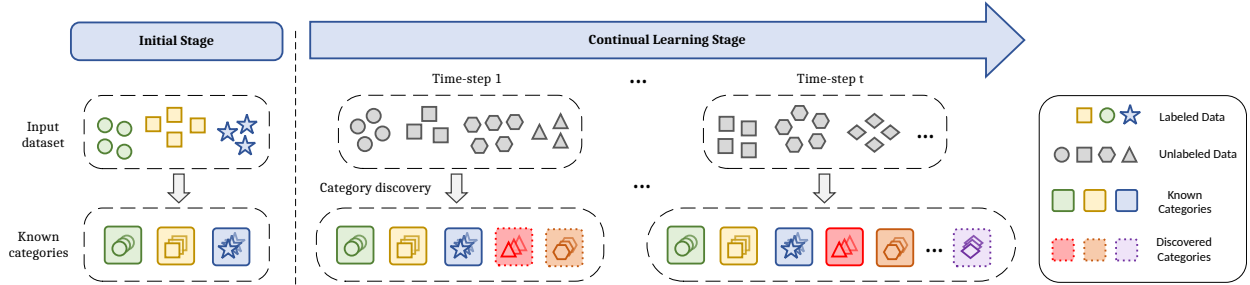 Initial Stage
Continual Learning Stage
Time-step 1
...
Time-step t
Input
dataset
...
Labeled Data
Unlabeled Data
Category discovery
...
Known
categories
...
Known
Categories
Discovered
Categories